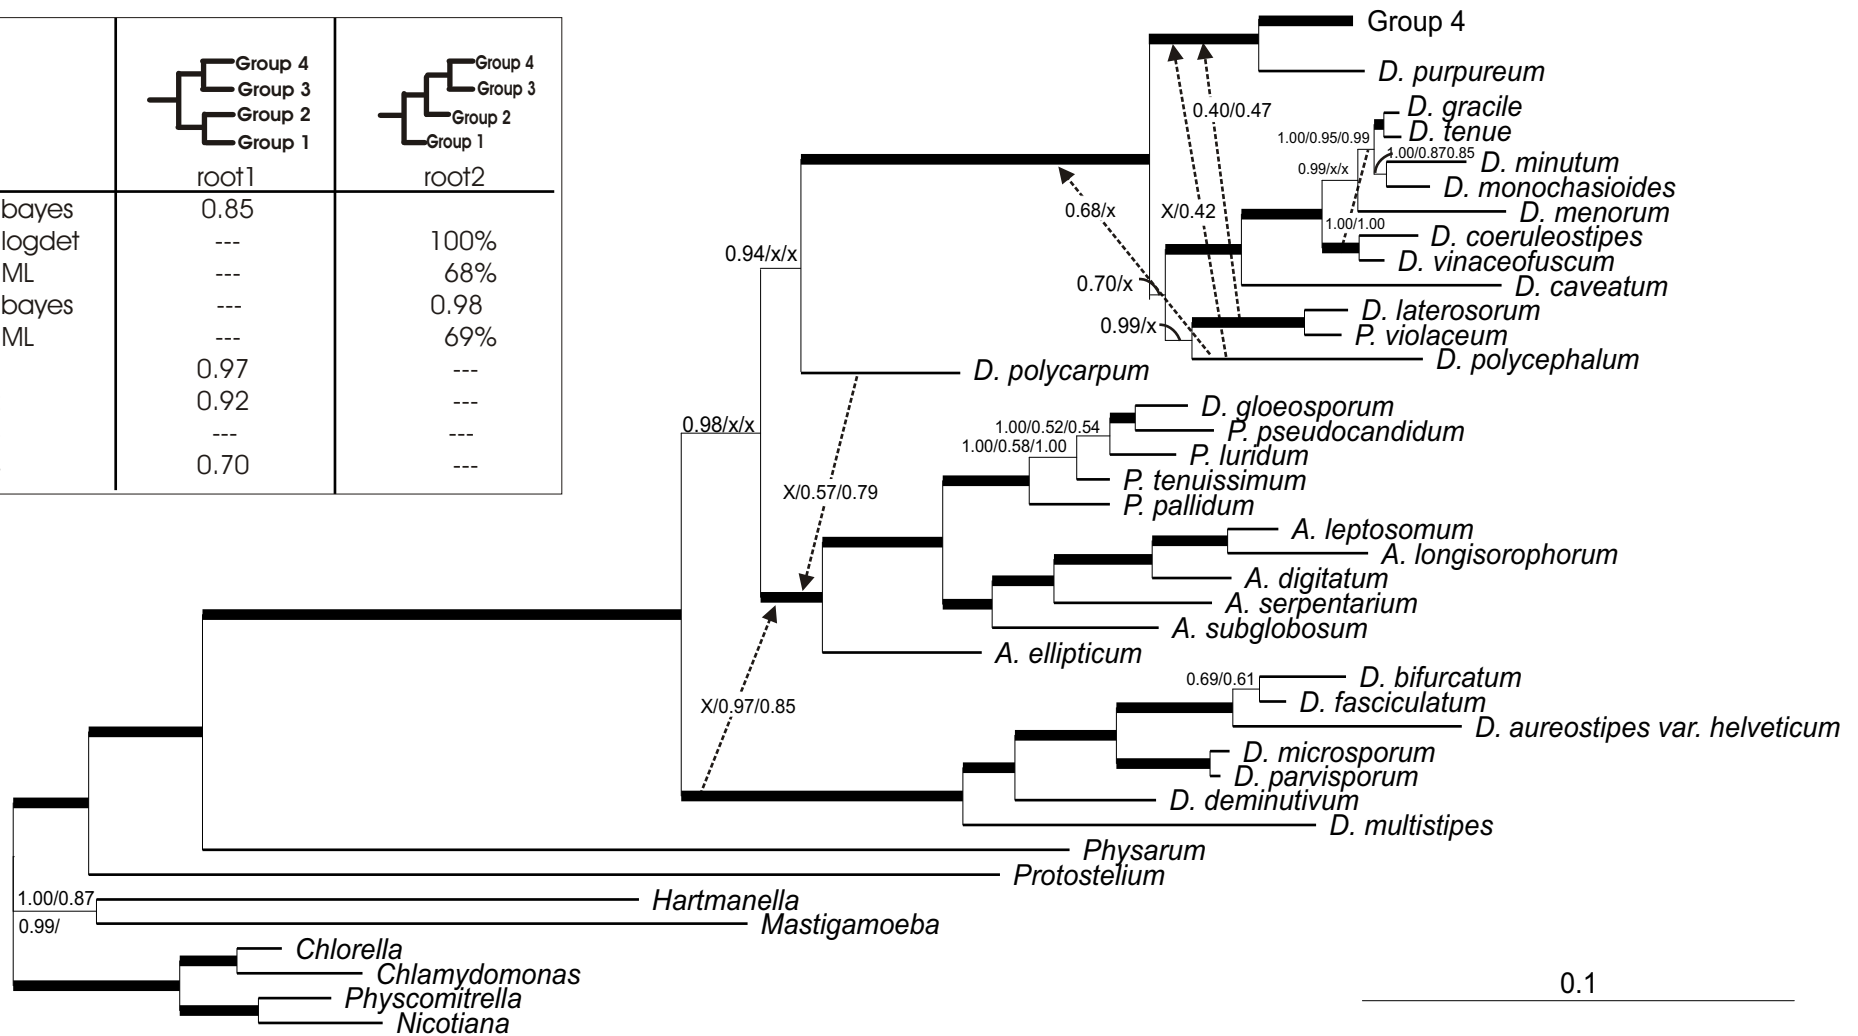 Group 4
Group 3
Group 2
Group 1
root1
Group 4
Group 3
Group 2
Group 1
root2
bayes 0.85
logdet --- 100%
ML --- 68%
bayes --- 0.98
ML --- 69%
0.97 ---
0.92 ---
--- ---
0.70 ---
Group 4
D. purpureum
0.40/0.47
D. gracile
D. tenue
1.00/0.95/0.99
1.00/0.870.85
D. minutum
0.99/x/x
D. monochasioides
0.68/x
X/0.42
D. menorum
1.00/1.00
D. coeruleostipes
0.94/x/x
D. vinaceofuscum
0.70/x
D. caveatum
D. laterosorum
0.99/x
P. violaceum
D. polycephalum
D. polycarpum
D. gloeosporum
0.98/x/x
1.00/0.52/0.54
P. pseudocandidum
1.00/0.58/1.00
P. luridum
P. tenuissimum
X/0.57/0.79
P. pallidum
A. leptosomum
A. longisorophorum
A. digitatum
A. serpentarium
A. subglobosum
A. ellipticum
0.69/0.61
D. bifurcatum
D. fasciculatum
X/0.97/0.85
D. aureostipes var. helveticum
D. microsporum
D. parvisporum
D. deminutivum
D. multistipes
Physarum
Protostelium
1.00/0.87
Hartmanella
0.99/
Mastigamoeba
Chlorella
Chlamydomonas
0.1
Physcomitrella
Nicotiana